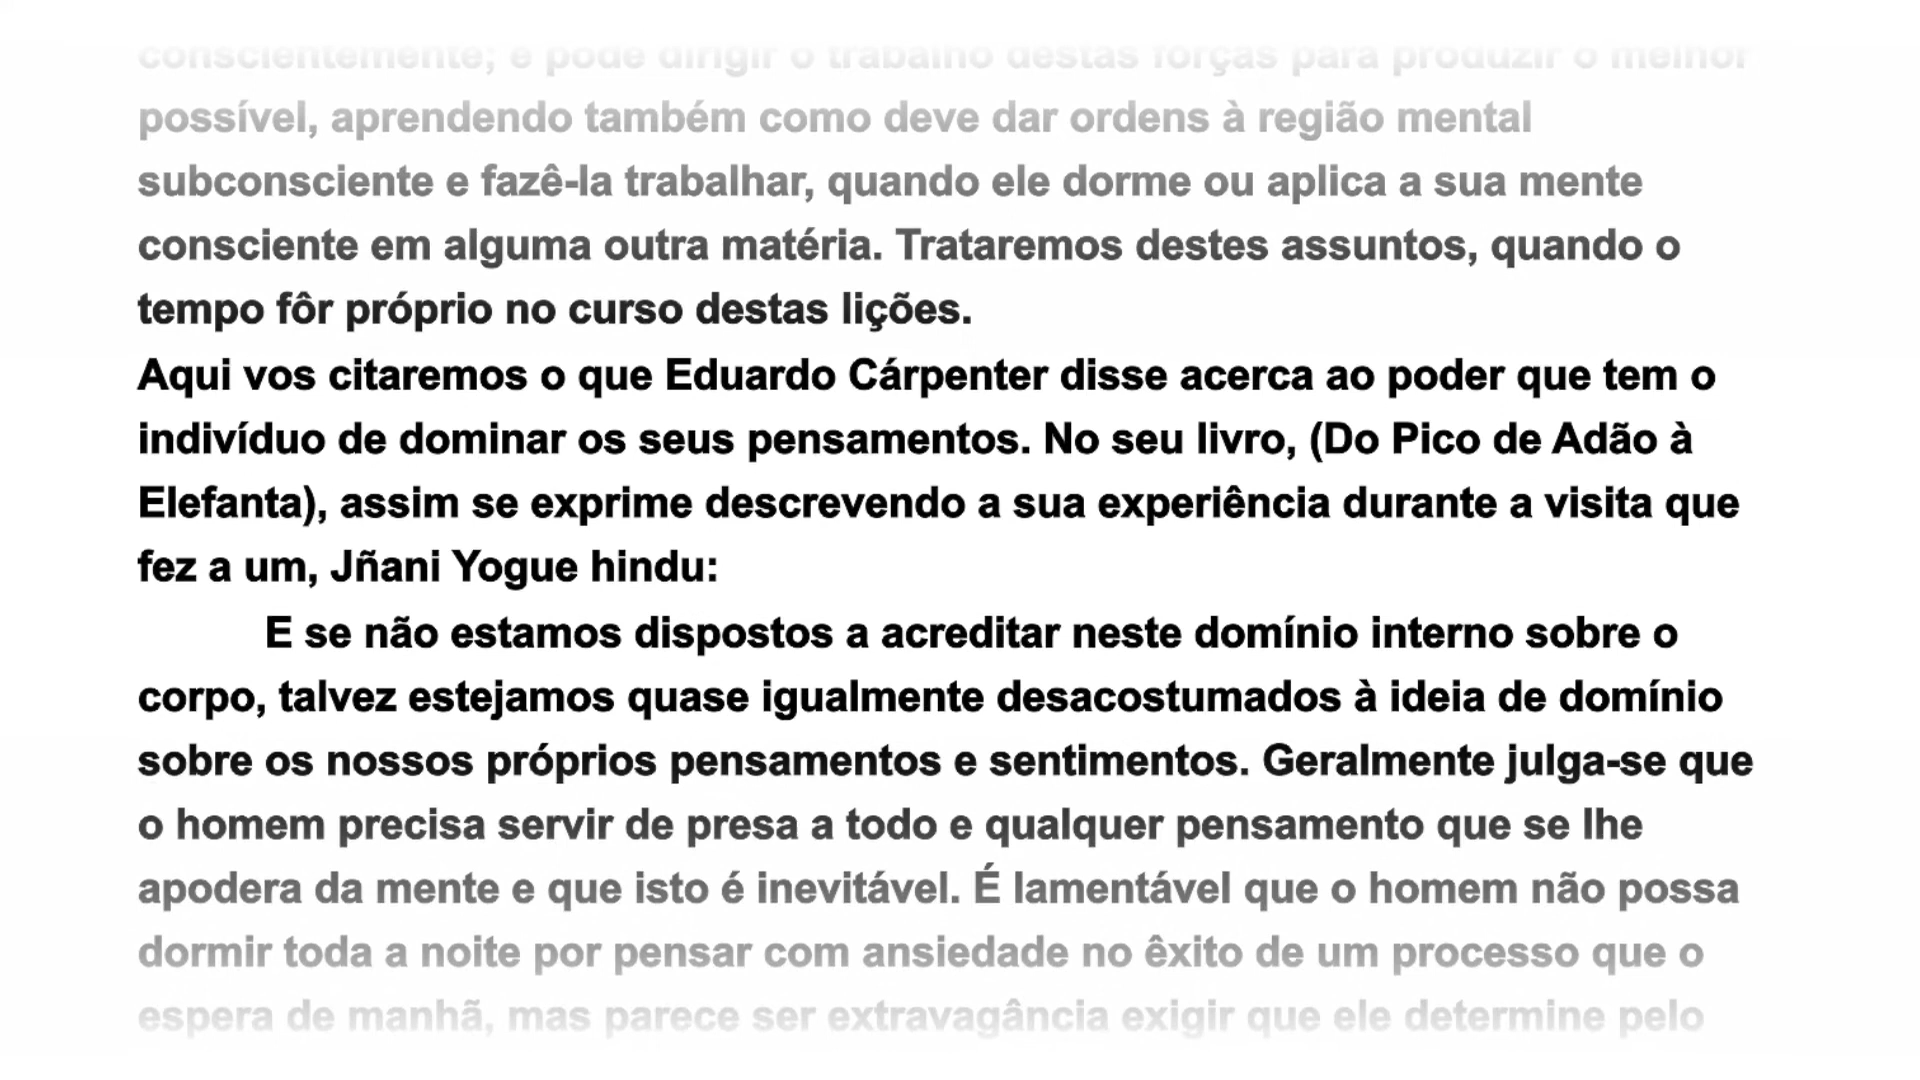 conscientemente; e pode dirigir o trabalho destas forças para produzir o melhor
possível, aprendendo também como deve dar ordens à região mental
subconsciente e fazê-la trabalhar, quando ele dorme ou aplica a sua mente
consciente em alguma outra matéria. Trataremos destes assuntos, quando o
tempo fôr próprio no curso destas lições.
Aqui vos citaremos o que Eduardo Cárpenter disse acerca ao poder que tem o
indivíduo de dominar os seus pensamentos. No seu livro, (Do Pico de Adão à
Elefanta), assim se exprime descrevendo a sua experiência durante a visita que
fez a um, Jñani Yogue hindu:
E se não estamos dispostos a acreditar neste domínio interno sobre o
corpo, talvez estejamos quase igualmente desacostumados à ideia de domínio
sobre os nossos próprios pensamentos e sentimentos. Geralmente julga-se que
o homem precisa servir de presa a todo e qualquer pensamento que se lhe
apodera da mente e que isto é inevitável. É lamentável que o homem não possa
dormir toda a noite por pensar com ansiedade no êxito de um processo que o
espera de manhã, mas parece ser extravagância exigir que ele determine pelo